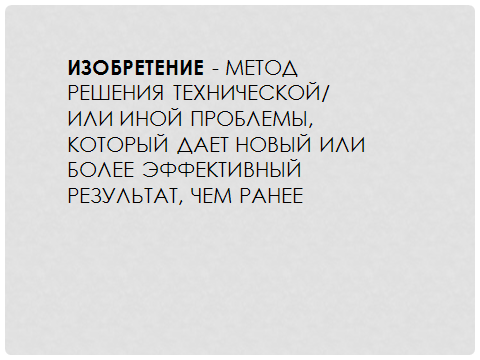 ИЗОБРЕТЕНИЕ - МЕТОД
РЕШЕНИЯ ТЕХНИЧЕСКОЙ/
ИЛИ ИНОЙ ПРОБЛЕМЫ,
КОТОРЫЙ ДАЕТ НОВЫЙ ИЛИ
БОЛЕЕ ЭФФЕКТИВНЫЙ
РЕЗУЛЬТАТ, ЧЕМ РАНЕЕ